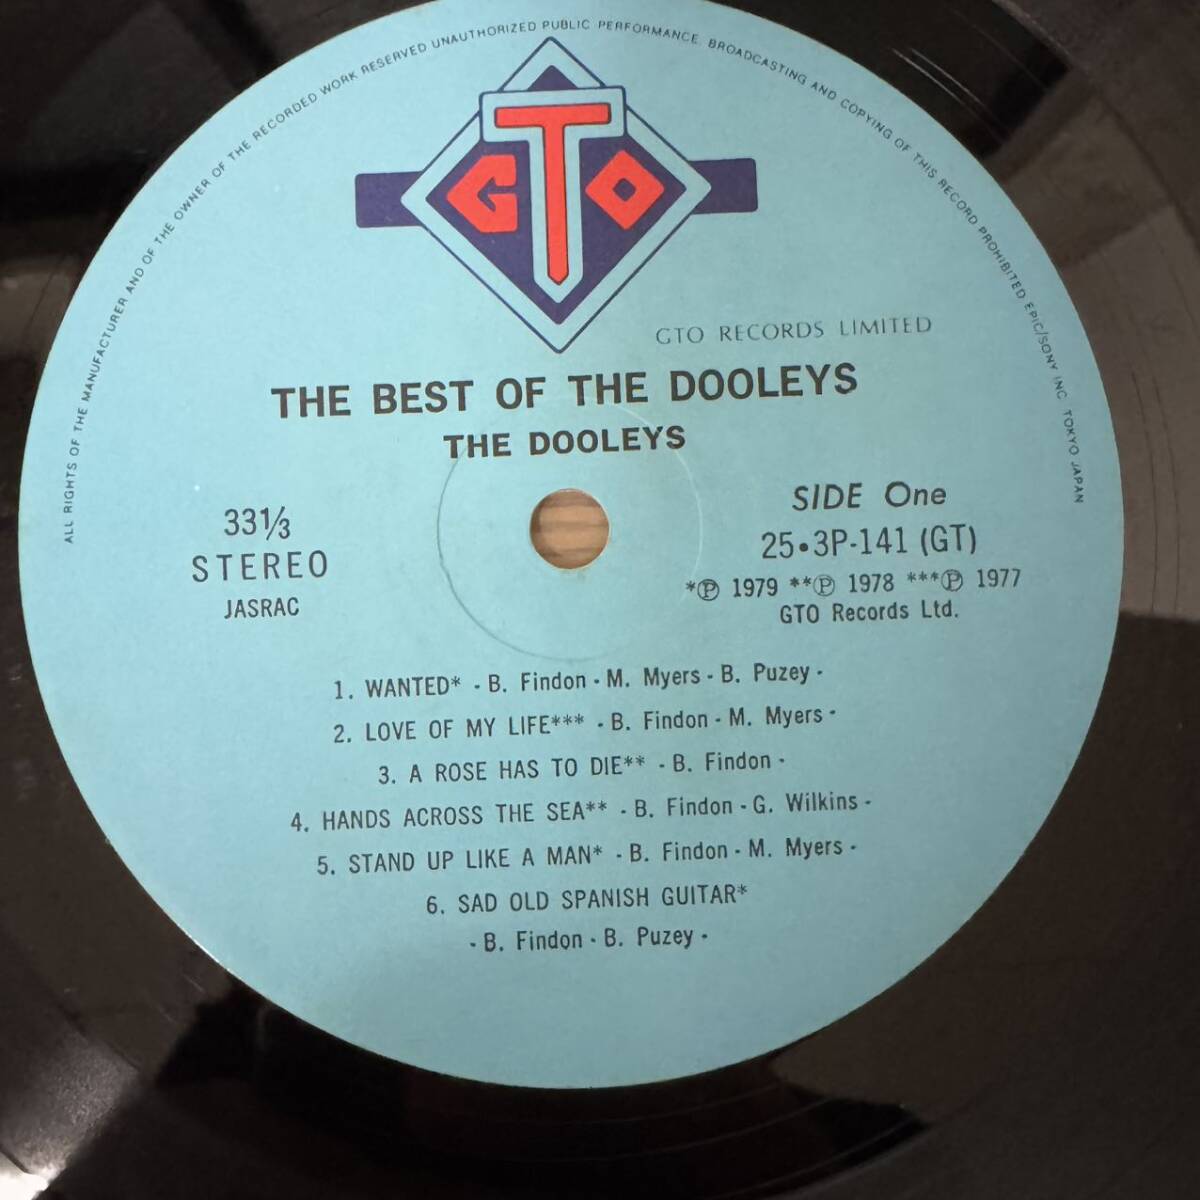 ALL RIGHTS OF THE MANUFACTURER AND OF THE OWNER OF THE RECORDED WORK RESERVED UNAUTHORIZED PUBLIC PERFORMANCE. BROADCASTING AND COPYING OF THIS RECORD PROHIBITED EPIC/SONY INC. TOKYO JAPAN
GTO
GTO RECORDS LIMITED
THE BEST OF THE DOOLEYS
THE DOOLEYS
33⅓
STEREO
JASRAC
SIDE One
25•3P-141 (GT)
*Ⓟ 1979 **Ⓟ 1978 ***Ⓟ 1977
GTO Records Ltd.
1. WANTED* - B. Findon - M. Myers - B. Puzey -
2. LOVE OF MY LIFE*** - B. Findon - M. Myers -
3. A ROSE HAS TO DIE** - B. Findon -
4. HANDS ACROSS THE SEA** - B. Findon - G. Wilkins -
5. STAND UP LIKE A MAN* - B. Findon - M. Myers -
6. SAD OLD SPANISH GUITAR*
- B. Findon - B. Puzey -